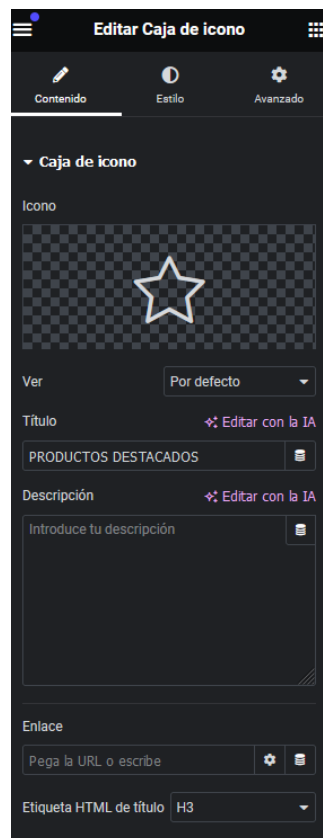 Editar Caja de icono
Contenido Estilo Avanzado
Caja de icono
Icono
Ver Por defecto
Título Editar con la IA
PRODUCTOS DESTACADOS
Descripción Editar con la IA
Introduce tu descripción
Enlace
Pega la URL o escribe
Etiqueta HTML de título H3